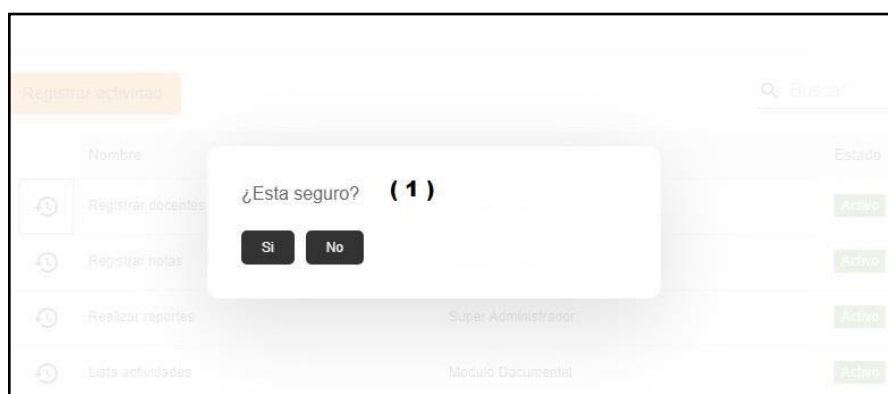 Registrar actividad
Buscar
Nombre
Estado
¿Esta seguro? ( 1 )
Si No
Registrar docentes
Activo
Registrar notas
Activo
Realizar reportes Super Administrador Activo
Lista actividades Modulo Documental Activo